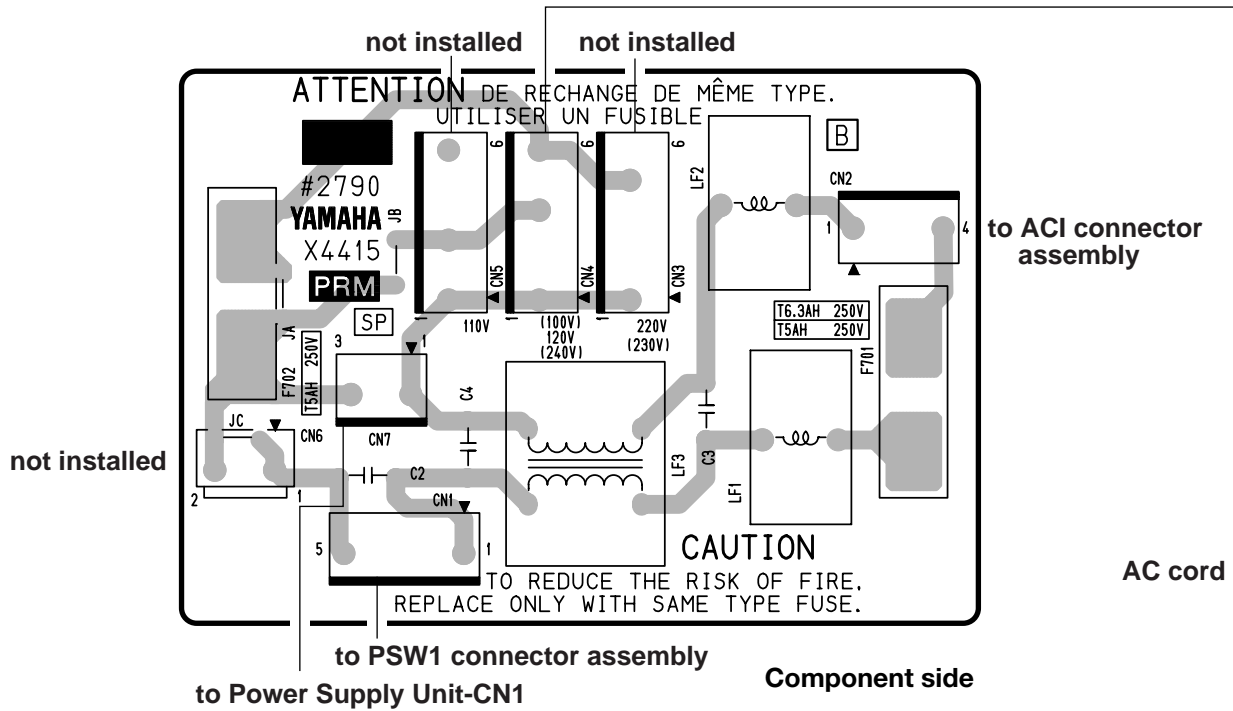 not installed
not installed
ATTENTION DE RECHANGE DE MÊME TYPE.
UTILISER UN FUSIBLE
B
#2790
YAMAHA
X4415
PRM
SP
JB
JA
6
6
LF2
CN2
1
4
to ACI connector
assembly
CN5
CN4
CN3
1
1
1
110V
(100V)
120V
(240V)
220V
(230V)
T6.3AH 250V
T5AH 250V
F701
F702
T5AH 250V
3
1
CN7
C4
JC
CN6
not installed
2
1
C2
CN1
5
1
LF3
C3
LF1
CAUTION
TO REDUCE THE RISK OF FIRE,
REPLACE ONLY WITH SAME TYPE FUSE.
AC cord
to PSW1 connector assembly
Component side
to Power Supply Unit-CN1